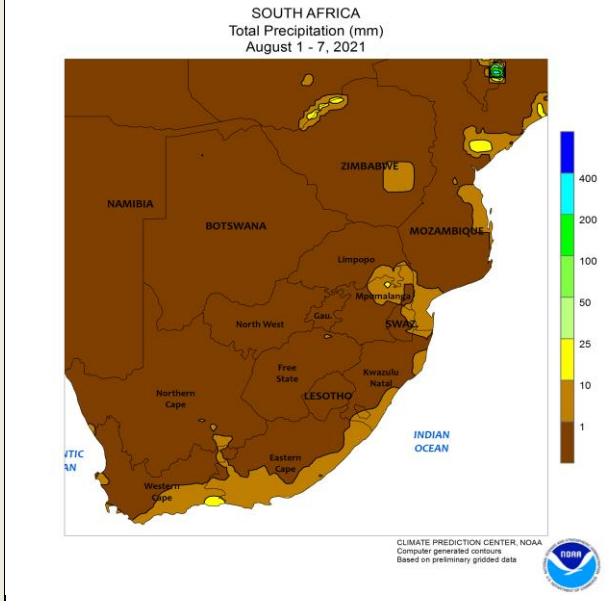 SOUTH AFRICA
Total Precipitation (mm)
August 1 - 7, 2021
ZIMBABWE
NAMIBIA
BOTSWANA
MOZAMBIQUE
Limpopo
Mpumalanga
North West
Gau.
SWAZ.
Free
State
Kwazulu
Natal
Northern
Cape
LESOTHO
NTIC
AN
Eastern
Cape
Western
Cape
INDIAN
OCEAN
400
200
100
50
25
10
1
CLIMATE PREDICTION CENTER, NOAA
Computer generated contours
Based on preliminary gridded data
NOAA